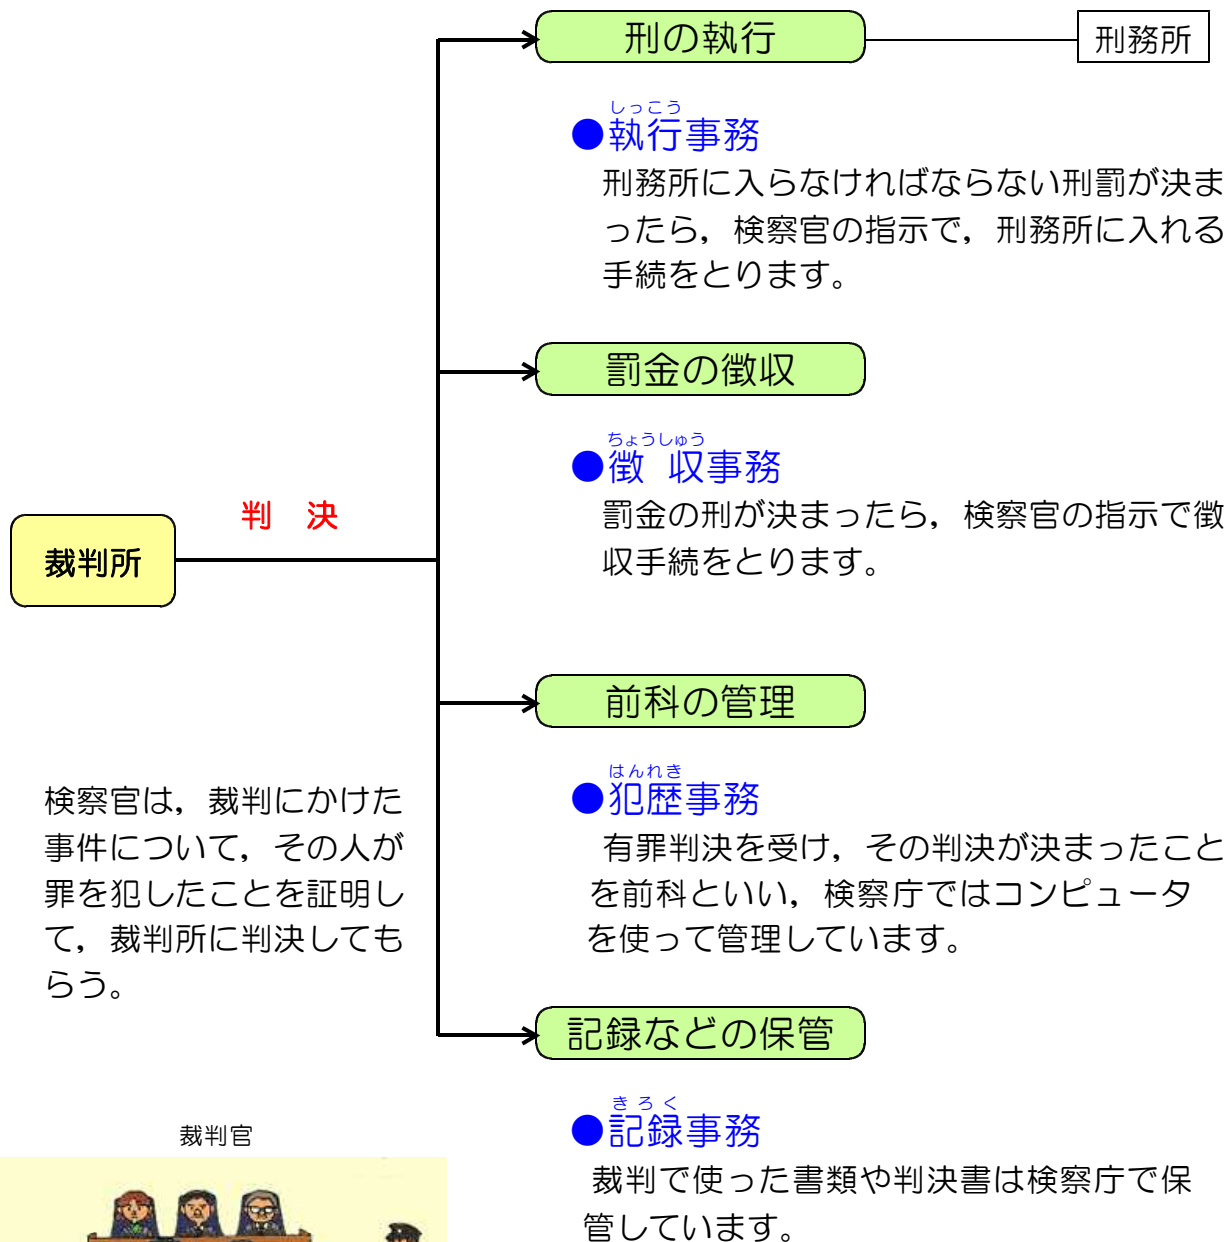 刑の執行
刑務所
しっこう
●執行事務
刑務所に入らなければならない刑罰が決ま
ったら，検察官の指示で，刑務所に入れる
手続をとります。
罰金の徴収
ちょうしゅう
●徴 収事務
罰金の刑が決まったら，検察官の指示で徴
収手続をとります。
判 決
裁判所
前科の管理
はんれき
●犯歴事務
有罪判決を受け，その判決が決まったこと
を前科といい，検察庁ではコンピュータ
を使って管理しています。
検察官は，裁判にかけた
事件について，その人が
罪を犯したことを証明し
て，裁判所に判決しても
らう。
記録などの保管
きろく
●記録事務
裁判で使った書類や判決書は検察庁で保
管しています。
裁判官